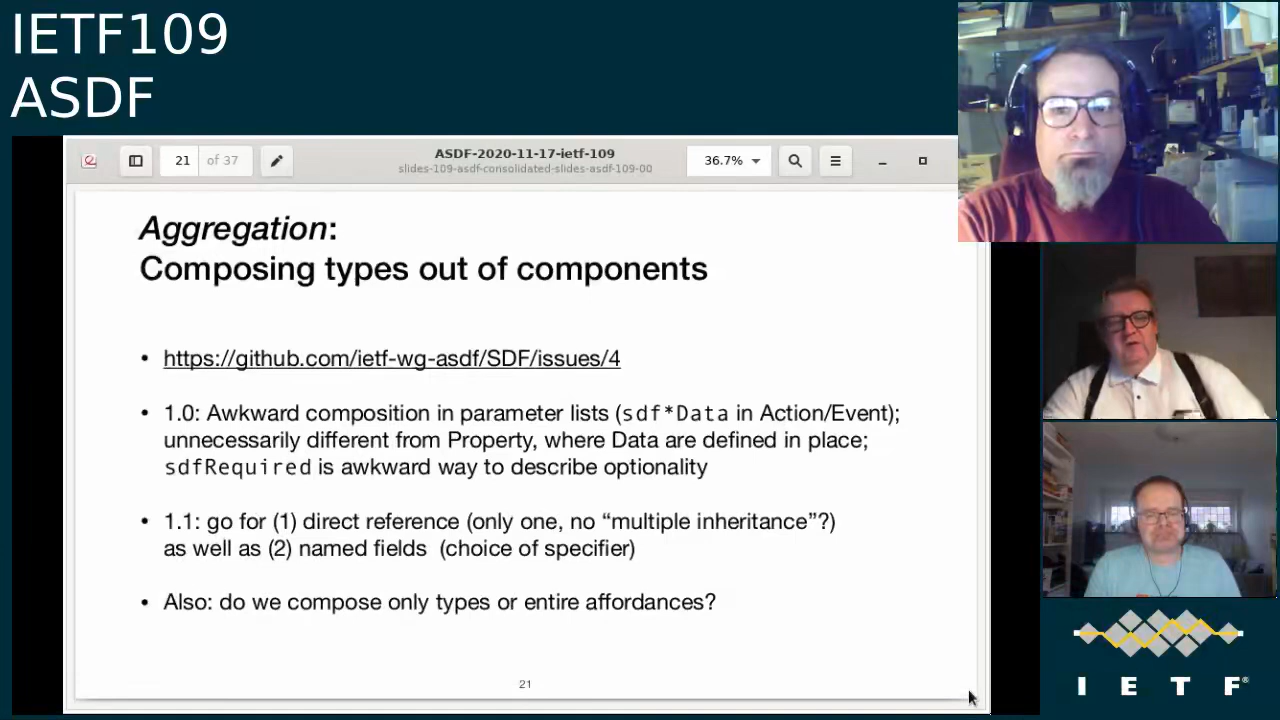 IETF109
ASDF
21 of 37
ASDF-2020-11-17-ietf-109
slides-109-asdf-consolidated-slides-asdf-109-00
36.7%
Aggregation:
Composing types out of components
• https://github.com/ietf-wg-asdf/SDF/issues/4
• 1.0: Awkward composition in parameter lists (sdf*Data in Action/Event);
unnecessarily different from Property, where Data are defined in place;
sdfRequired is awkward way to describe optionality
• 1.1: go for (1) direct reference (only one, no “multiple inheritance”?)
as well as (2) named fields (choice of specifier)
• Also: do we compose only types or entire affordances?
21
I E T F®